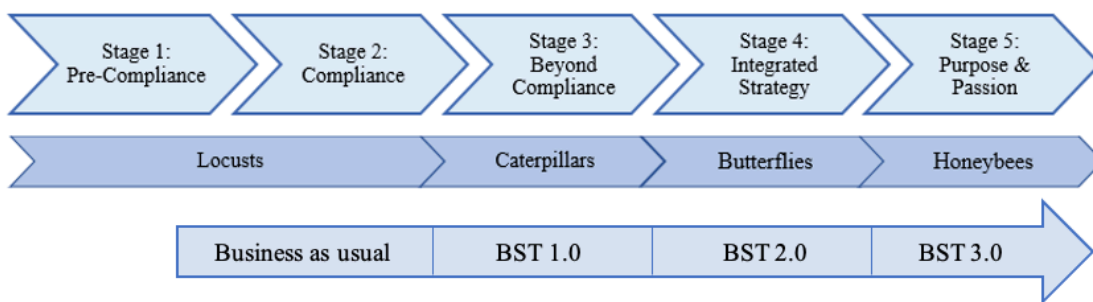 Stage 1:
Pre-Compliance
Stage 2:
Compliance
Stage 3:
Beyond
Compliance
Stage 4:
Integrated
Strategy
Stage 5:
Purpose &
Passion
Locusts
Caterpillars
Butterflies
Honeybees
Business as usual
BST 1.0
BST 2.0
BST 3.0